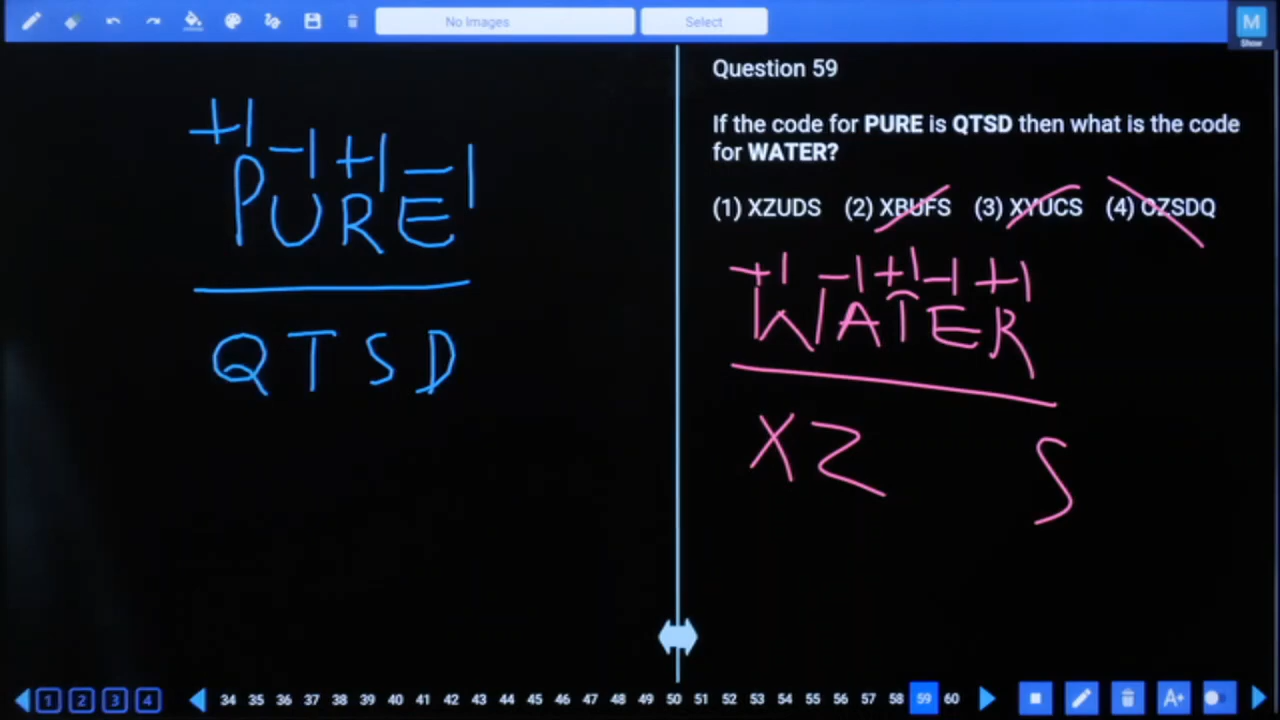 No Images Select M
Show
Question 59
If the code for PURE is QTSD then what is the code
for WATER?
(1) XZUDS (2) XBUFS (3) XYUCS (4) OZSDQ
+1 -1 +1 -1
PURE
QTSD
+1 -1 +1 -1 +1
WATER
XZ S
1 2 3 4 34 35 36 37 38 39 40 41 42 43 44 45 46 47 48 49 50 51 52 53 54 55 56 57 58 59 60 A+